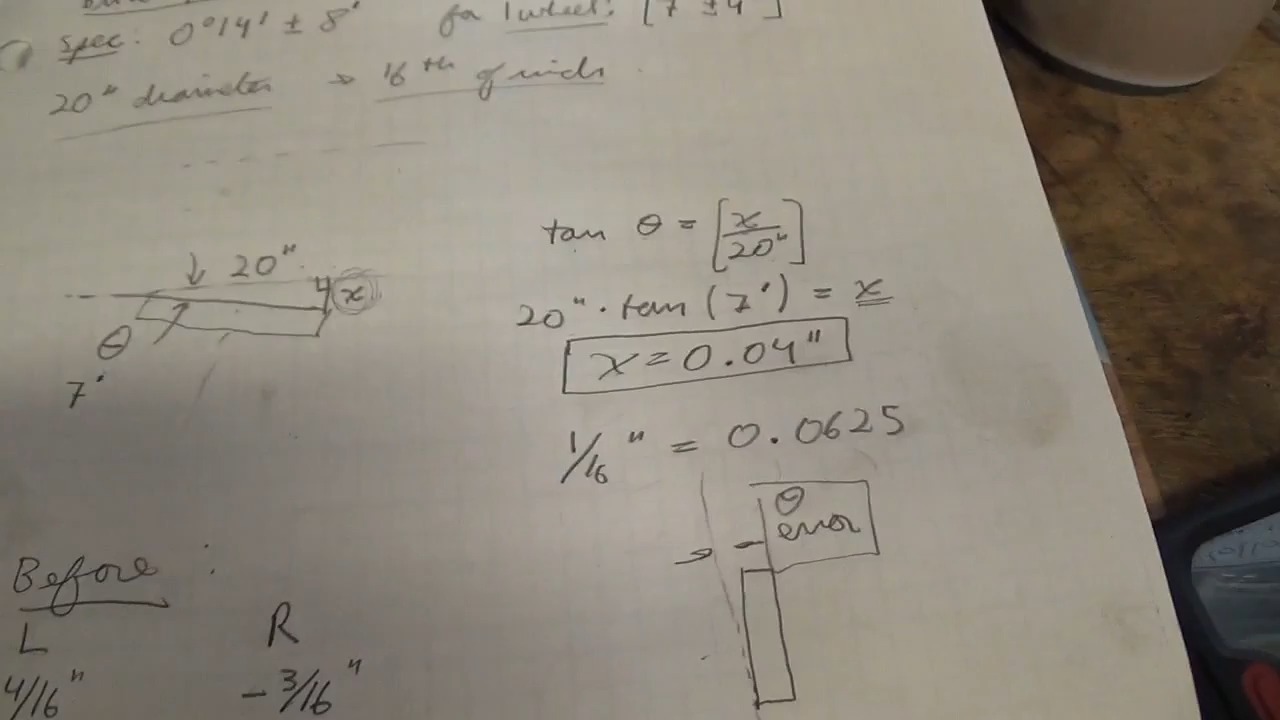 spec: 0°14' ± 8' for 1 wheel: [7' ± 4']
20" diameter → 16th of inch
20"
x
θ
7'
tan θ = [x/20"]
20" · tan (7') = x
x = 0.04"
1/16" = 0.0625
θ
error
Before :
L R
4/16" -3/16"